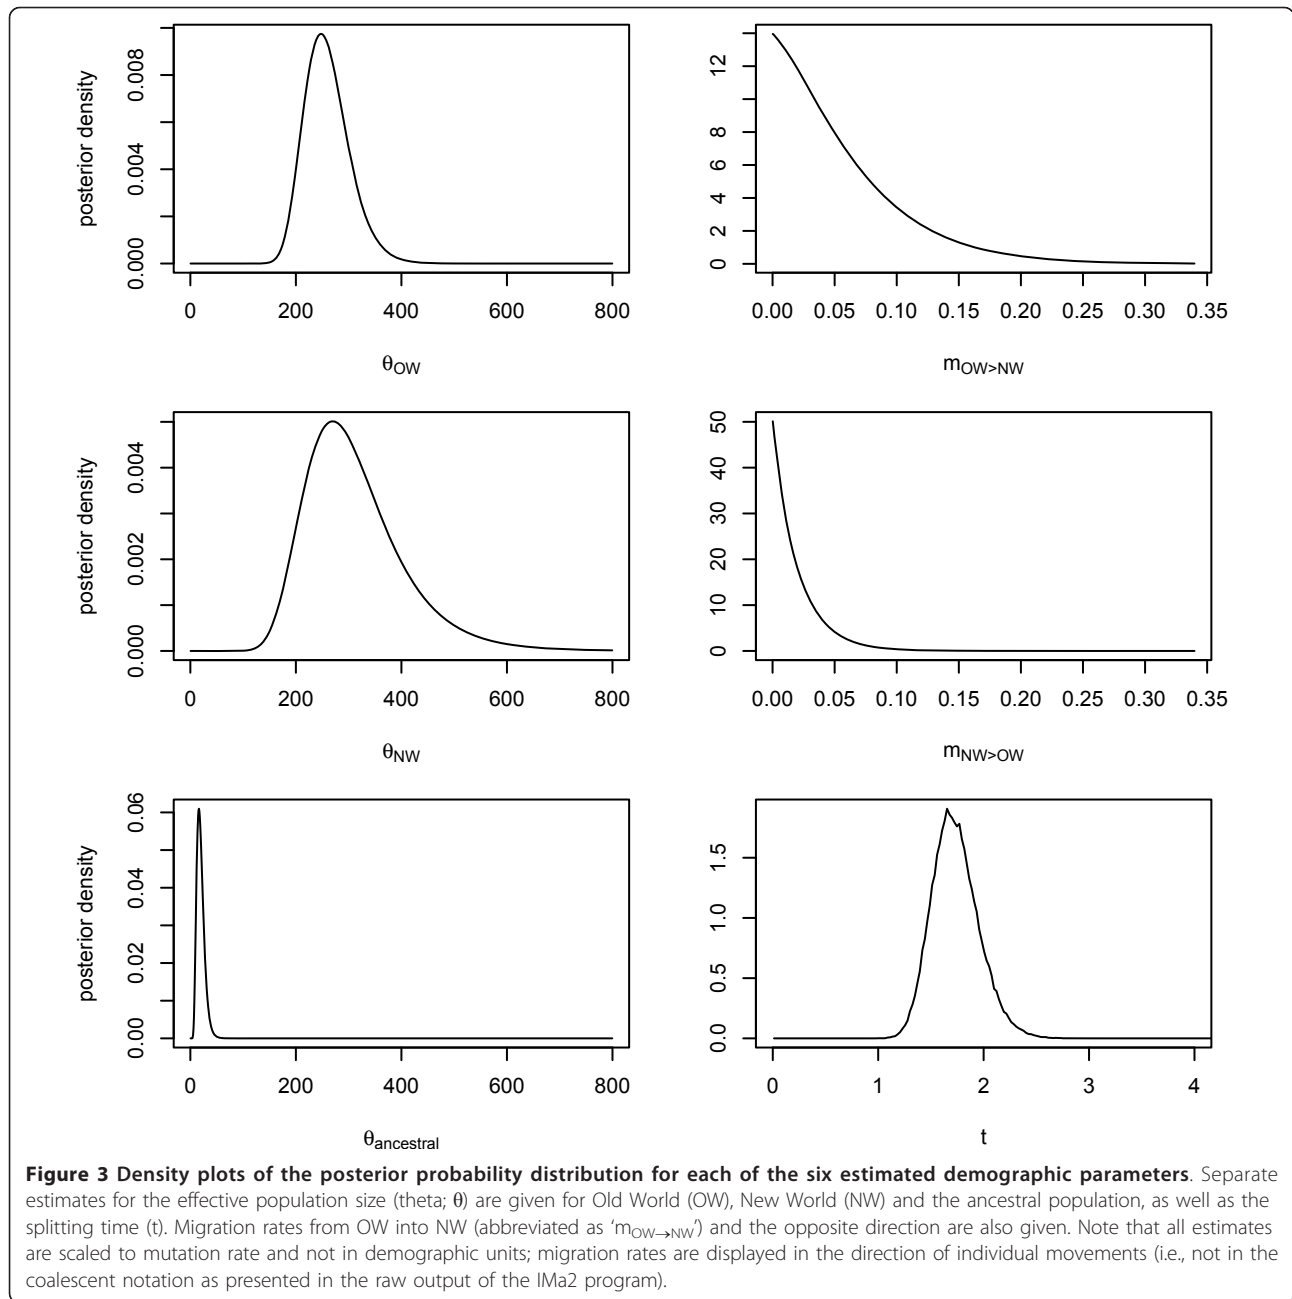 posterior density
0.000 0.004 0.008
0 200 400 600 800
θOW
0 2 4 6 8 12
0.00 0.05 0.10 0.15 0.20 0.25 0.30 0.35
mOW>NW
posterior density
0.000 0.002 0.004
0 200 400 600 800
θNW
0 10 20 30 40 50
0.00 0.05 0.10 0.15 0.20 0.25 0.30 0.35
mNW>OW
posterior density
0.00 0.02 0.04 0.06
0 200 400 600 800
θancestral
0.0 0.5 1.0 1.5
0 1 2 3 4
t
Figure 3 Density plots of the posterior probability distribution for each of the six estimated demographic parameters. Separate
estimates for the effective population size (theta; θ) are given for Old World (OW), New World (NW) and the ancestral population, as well as the
splitting time (t). Migration rates from OW into NW (abbreviated as ‘mOW→NW’) and the opposite direction are also given. Note that all estimates
are scaled to mutation rate and not in demographic units; migration rates are displayed in the direction of individual movements (i.e., not in the
coalescent notation as presented in the raw output of the IMa2 program).